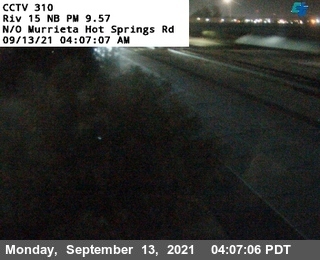 CCTV 310
Riv 15 NB PM 9.57
N/O Murrieta Hot Springs Rd
09/13/21 04:07:07 AM
Monday, September 13, 2021 04:07:06 PDT